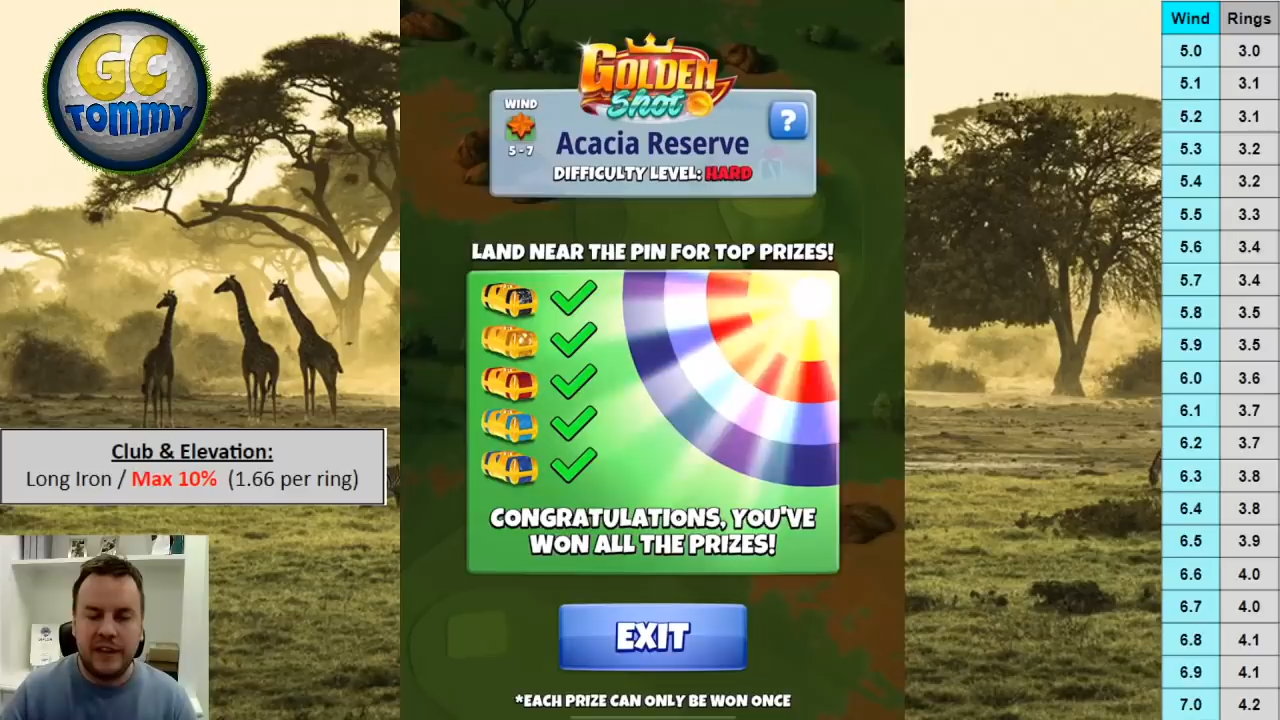 GC
TOMMY
GOLDEN
Shot
WIND
5 - 7
Acacia Reserve
?
DIFFICULTY LEVEL: HARD
LAND NEAR THE PIN FOR TOP PRIZES!
CONGRATULATIONS, YOU'VE
WON ALL THE PRIZES!
EXIT
*EACH PRIZE CAN ONLY BE WON ONCE
Club & Elevation:
Long Iron / Max 10% (1.66 per ring)
Wind Rings
5.0 3.0
5.1 3.1
5.2 3.1
5.3 3.2
5.4 3.2
5.5 3.3
5.6 3.4
5.7 3.4
5.8 3.5
5.9 3.5
6.0 3.6
6.1 3.7
6.2 3.7
6.3 3.8
6.4 3.8
6.5 3.9
6.6 4.0
6.7 4.0
6.8 4.1
6.9 4.1
7.0 4.2